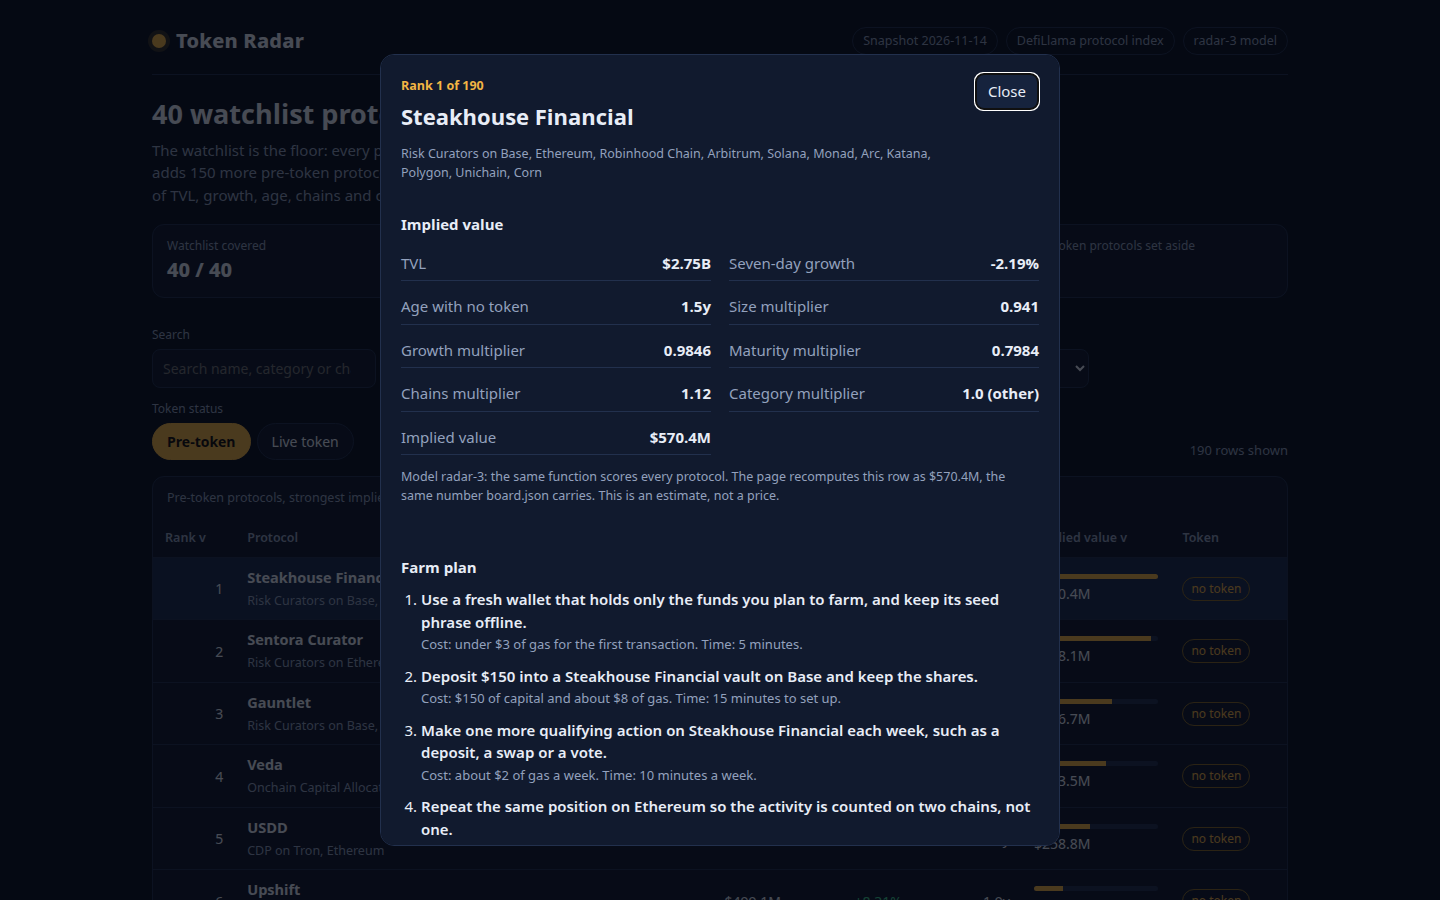 Token Radar
Snapshot 2026-11-14
DefiLlama protocol index
radar-3 model
40 watchlist
The watchlist is the floor: every
adds 150 more pre-token
of TVL, growth, age, chains and
Watchlist covered
40 / 40
protocols set aside
Search
Search name, category or ch
Token status
Pre-token
Live token
190 rows shown
Pre-token protocols, strongest
Rank v
Protocol
value v
Token
1
Steakhouse
Risk Curators on Base,
no token
2
Sentora Curator
Risk Curators on
no token
3
Gauntlet
Risk Curators on Base,
no token
4
Veda
Onchain Capital
no token
5
USDD
CDP on Tron, Ethereum
no token
Upshift
Rank 1 of 190
Close
Steakhouse Financial
Risk Curators on Base, Ethereum, Robinhood Chain, Arbitrum, Solana, Monad, Arc, Katana,
Polygon, Unichain, Corn
Implied value
TVL $2.75B
Seven-day growth -2.19%
Age with no token 1.5y
Size multiplier 0.941
Growth multiplier 0.9846
Maturity multiplier 0.7984
Chains multiplier 1.12
Category multiplier 1.0 (other)
Implied value $570.4M
Model radar-3: the same function scores every protocol. The page recomputes this row as $570.4M, the
same number board.json carries. This is an estimate, not a price.
Farm plan
1. Use a fresh wallet that holds only the funds you plan to farm, and keep its seed
phrase offline.
Cost: under $3 of gas for the first transaction. Time: 5 minutes.
2. Deposit $150 into a Steakhouse Financial vault on Base and keep the shares.
Cost: $150 of capital and about $8 of gas. Time: 15 minutes to set up.
3. Make one more qualifying action on Steakhouse Financial each week, such as a
deposit, a swap or a vote.
Cost: about $2 of gas a week. Time: 10 minutes a week.
4. Repeat the same position on Ethereum so the activity is counted on two chains, not
one.